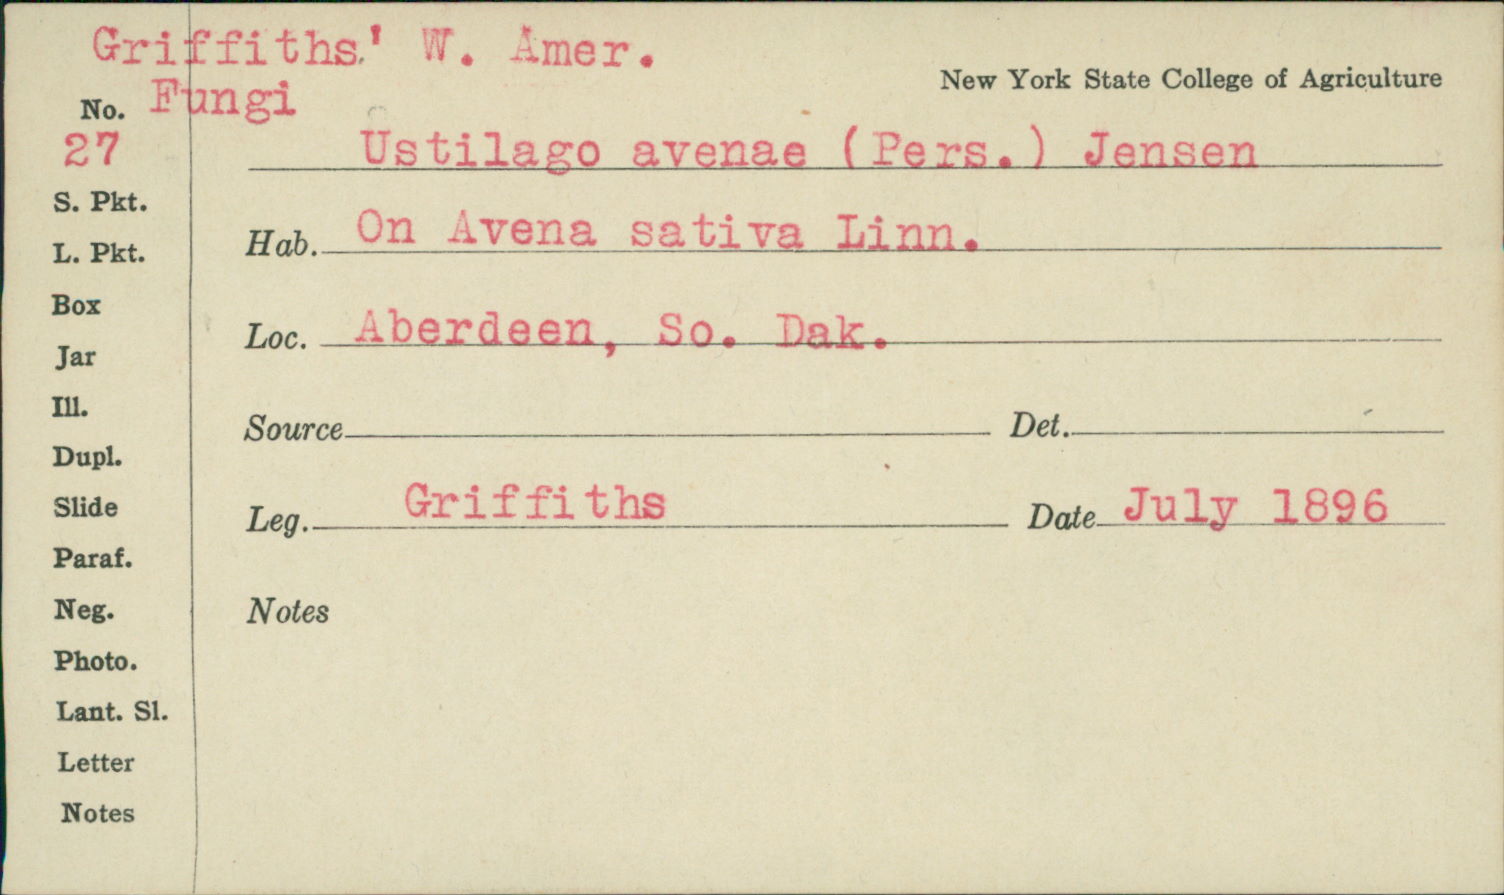 Griffiths' W. Amer.
New York State College of Agriculture
No. Fungi
27
Ustilago avenae (Pers.) Jensen
S. Pkt.
Hab. On Avena sativa Linn.
L. Pkt.
Box
Loc. Aberdeen, So. Dak.
Jar
Ill.
Source Det.
Dupl.
Slide
Leg. Griffiths Date July 1896
Paraf.
Neg.
Notes
Photo.
Lant. Sl.
Letter
Notes